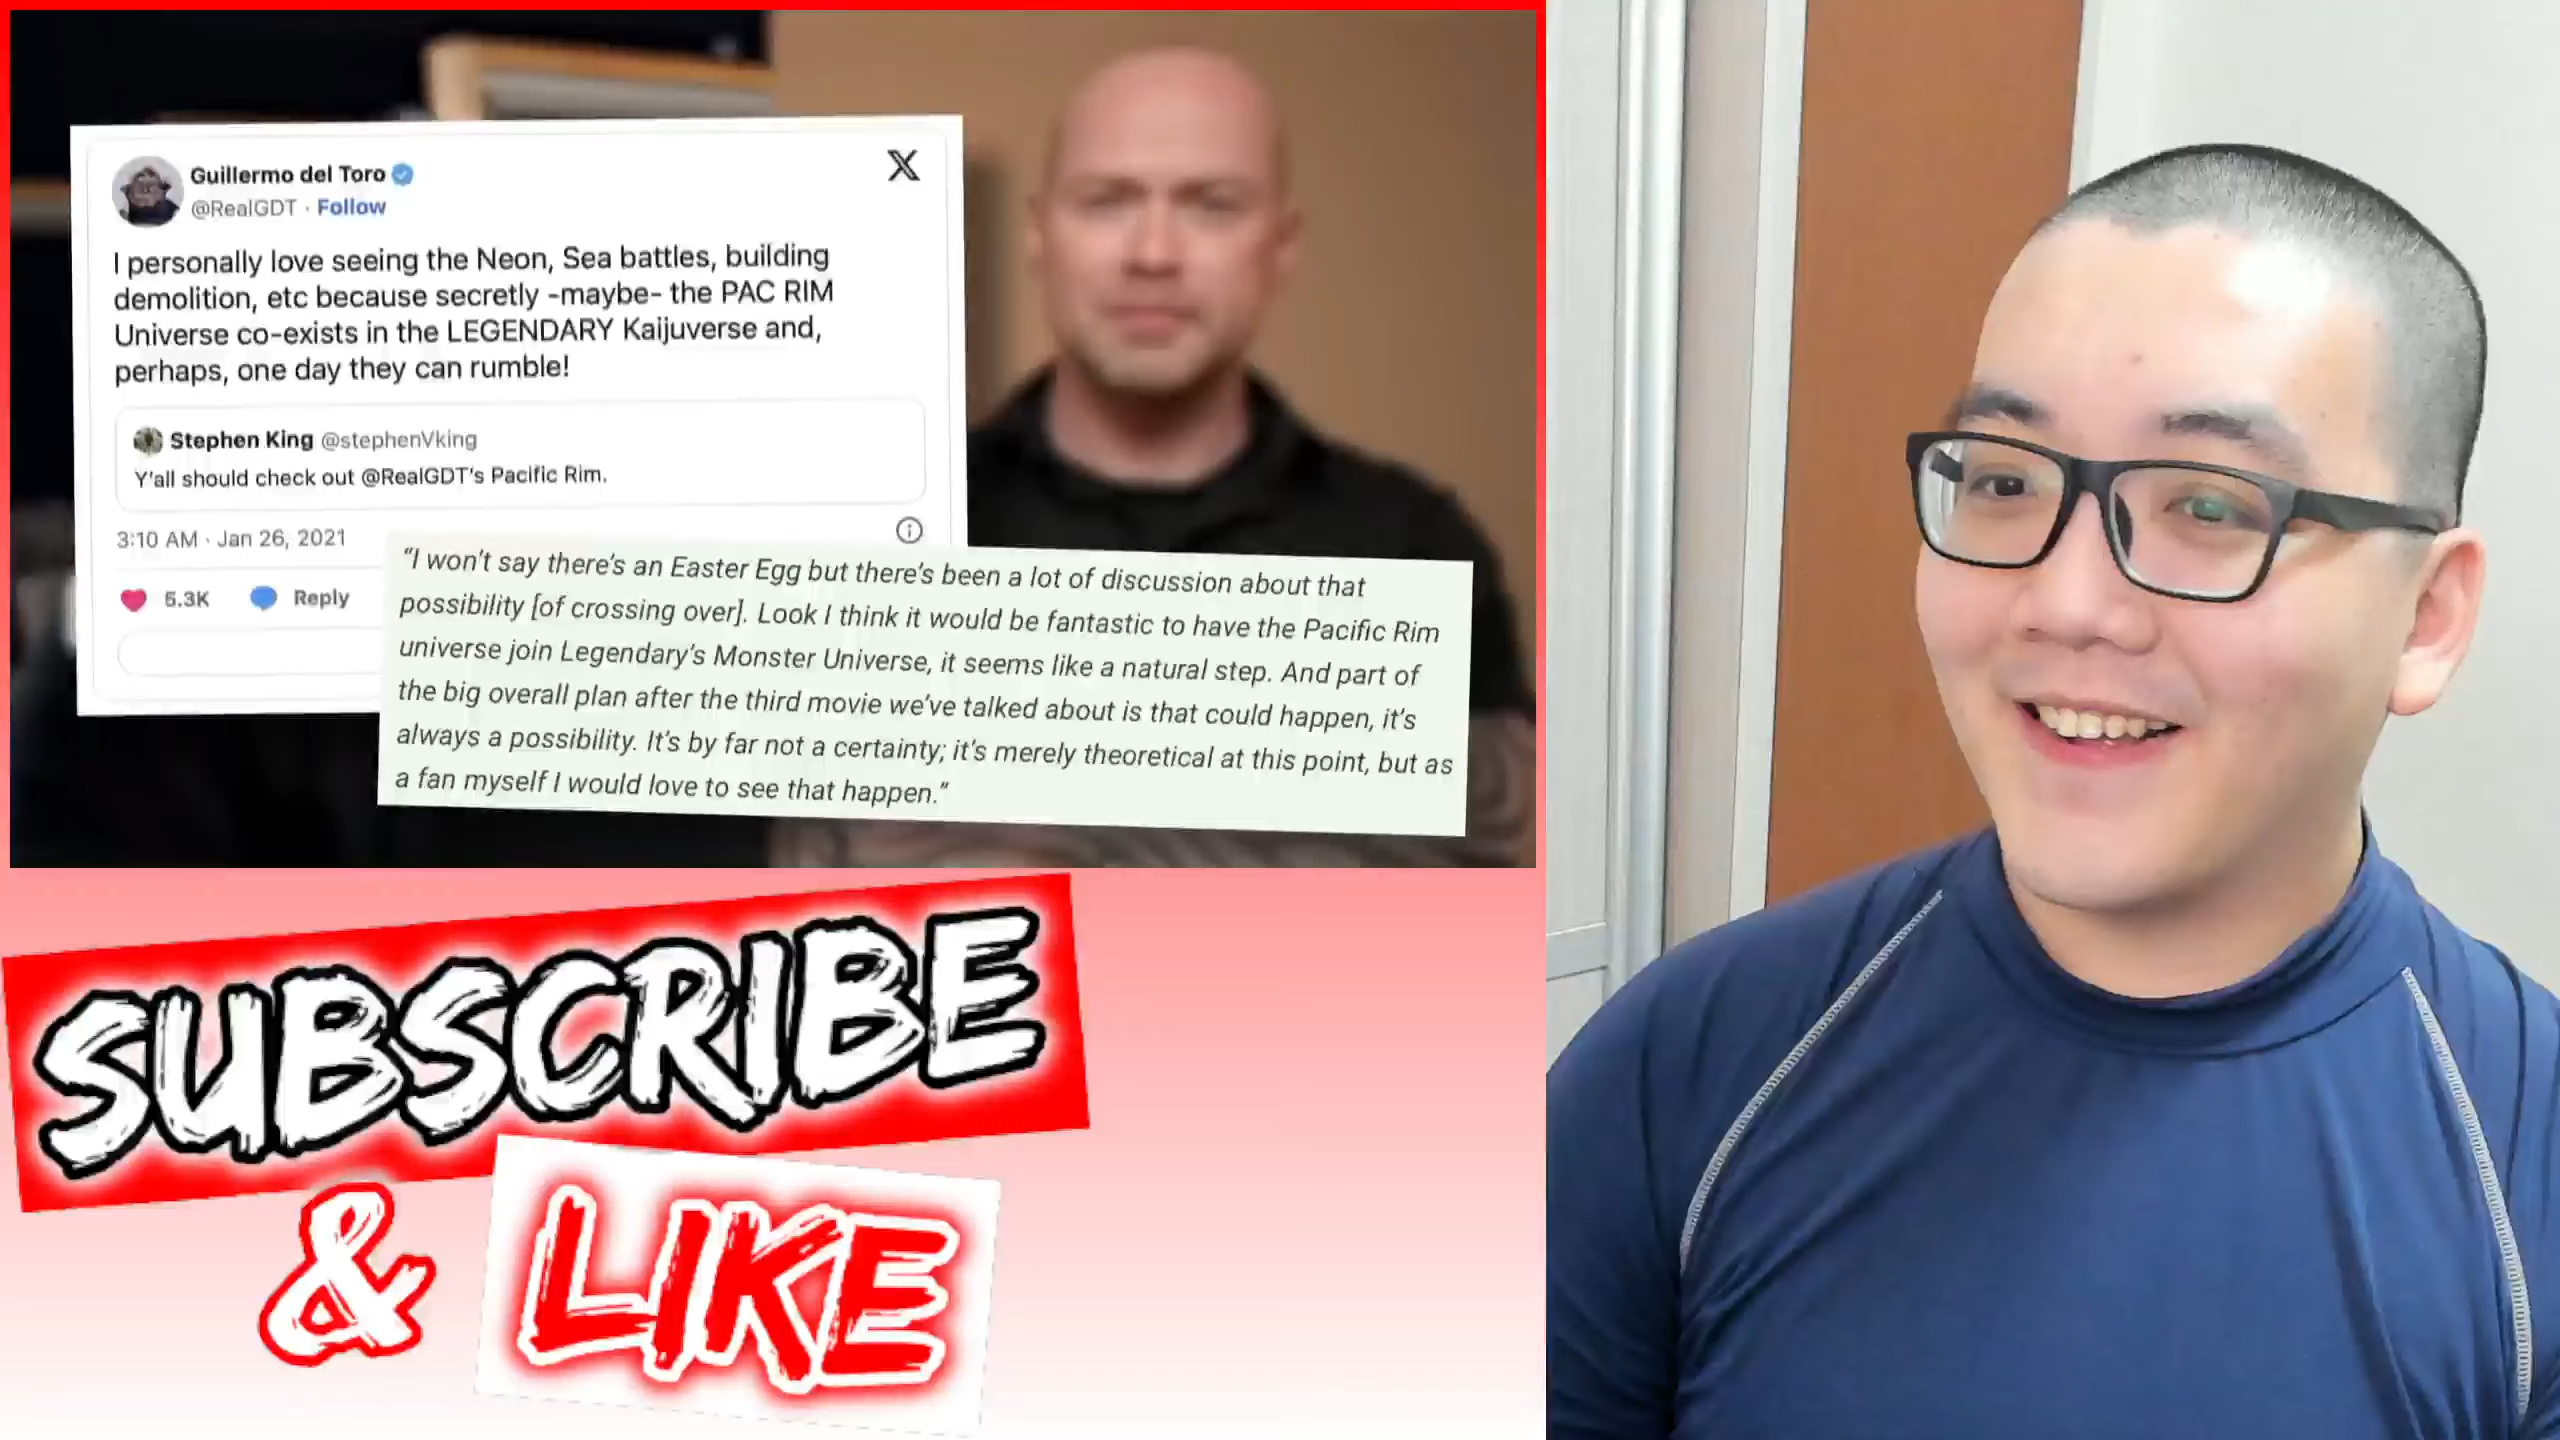 Guillermo del Toro
@RealGDT · Follow
I personally love seeing the Neon, Sea battles, building
demolition, etc because secretly -maybe- the PAC RIM
Universe co-exists in the LEGENDARY Kaijuverse and,
perhaps, one day they can rumble!
Stephen King @stephenVking
Y'all should check out @RealGDT's Pacific Rim.
3:10 AM · Jan 26, 2021
5.3K Reply
“I won't say there's an Easter Egg but there's been a lot of discussion about that
possibility [of crossing over]. Look I think it would be fantastic to have the Pacific Rim
universe join Legendary's Monster Universe, it seems like a natural step. And part of
the big overall plan after the third movie we've talked about is that could happen, it's
always a possibility. It's by far not a certainty; it's merely theoretical at this point, but as
a fan myself I would love to see that happen.”
SUBSCRIBE
& LIKE